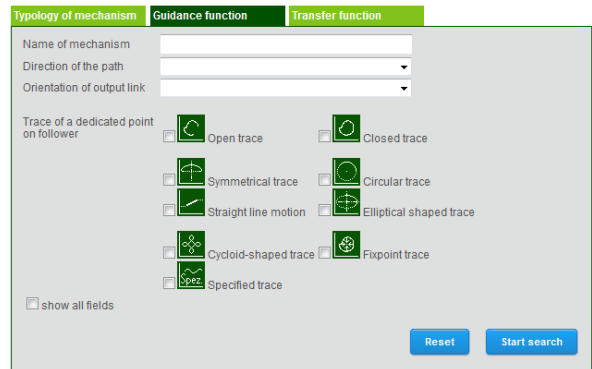 Typology of mechanism Guidance function Transfer function
Name of mechanism
Direction of the path
Orientation of output link
Trace of a dedicated point
on follower
Open trace Closed trace
Symmetrical trace Circular trace
Straight line motion Elliptical shaped trace
Cycloid-shaped trace Fixpoint trace
Spez. Specified trace
show all fields
Reset Start search